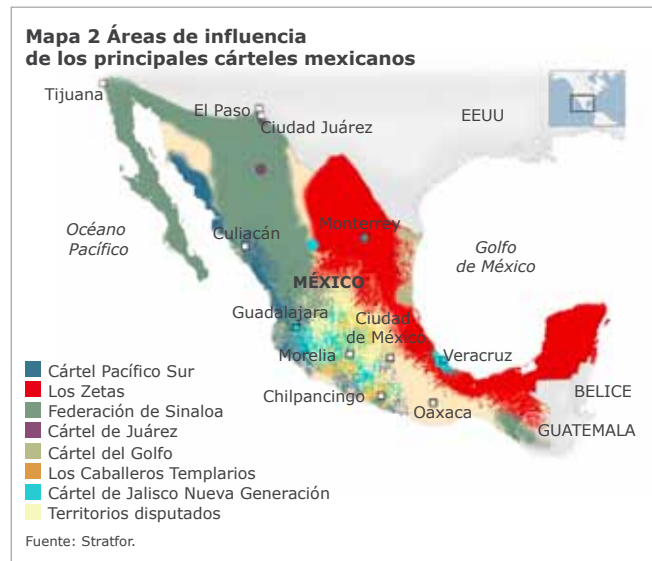 Mapa 2 Áreas de influencia
de los principales cárteles mexicanos
Tijuana
El Paso
Ciudad Juárez
EEUU
Océano
Pacífico
Culiacán
Monterrey
Golfo
de México
MÉXICO
Guadalajara
Ciudad
de México
Morelia
Veracruz
Chilpancingo
Oaxaca
BELICE
GUATEMALA
Cártel Pacífico Sur
Los Zetas
Federación de Sinaloa
Cártel de Juárez
Cártel del Golfo
Los Caballeros Templarios
Cártel de Jalisco Nueva Generación
Territorios disputados
Fuente: Stratfor.